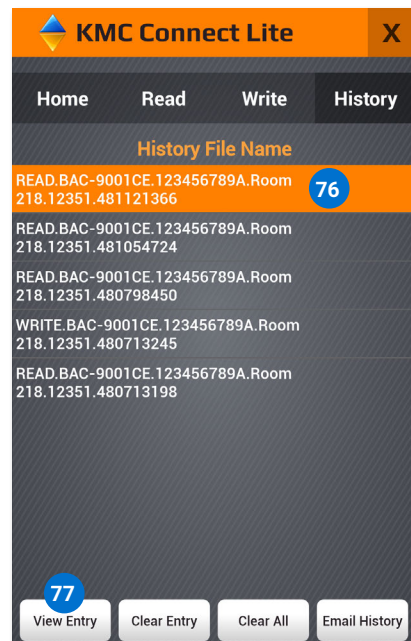 KMC Connect Lite X
Home Read Write History
History File Name
READ.BAC-9001CE.123456789A.Room
218.12351.481121366
76
READ.BAC-9001CE.123456789A.Room
218.12351.481054724
READ.BAC-9001CE.123456789A.Room
218.12351.480798450
WRITE.BAC-9001CE.123456789A.Room
218.12351.480713245
READ.BAC-9001CE.123456789A.Room
218.12351.480713198
77
View Entry Clear Entry Clear All Email History